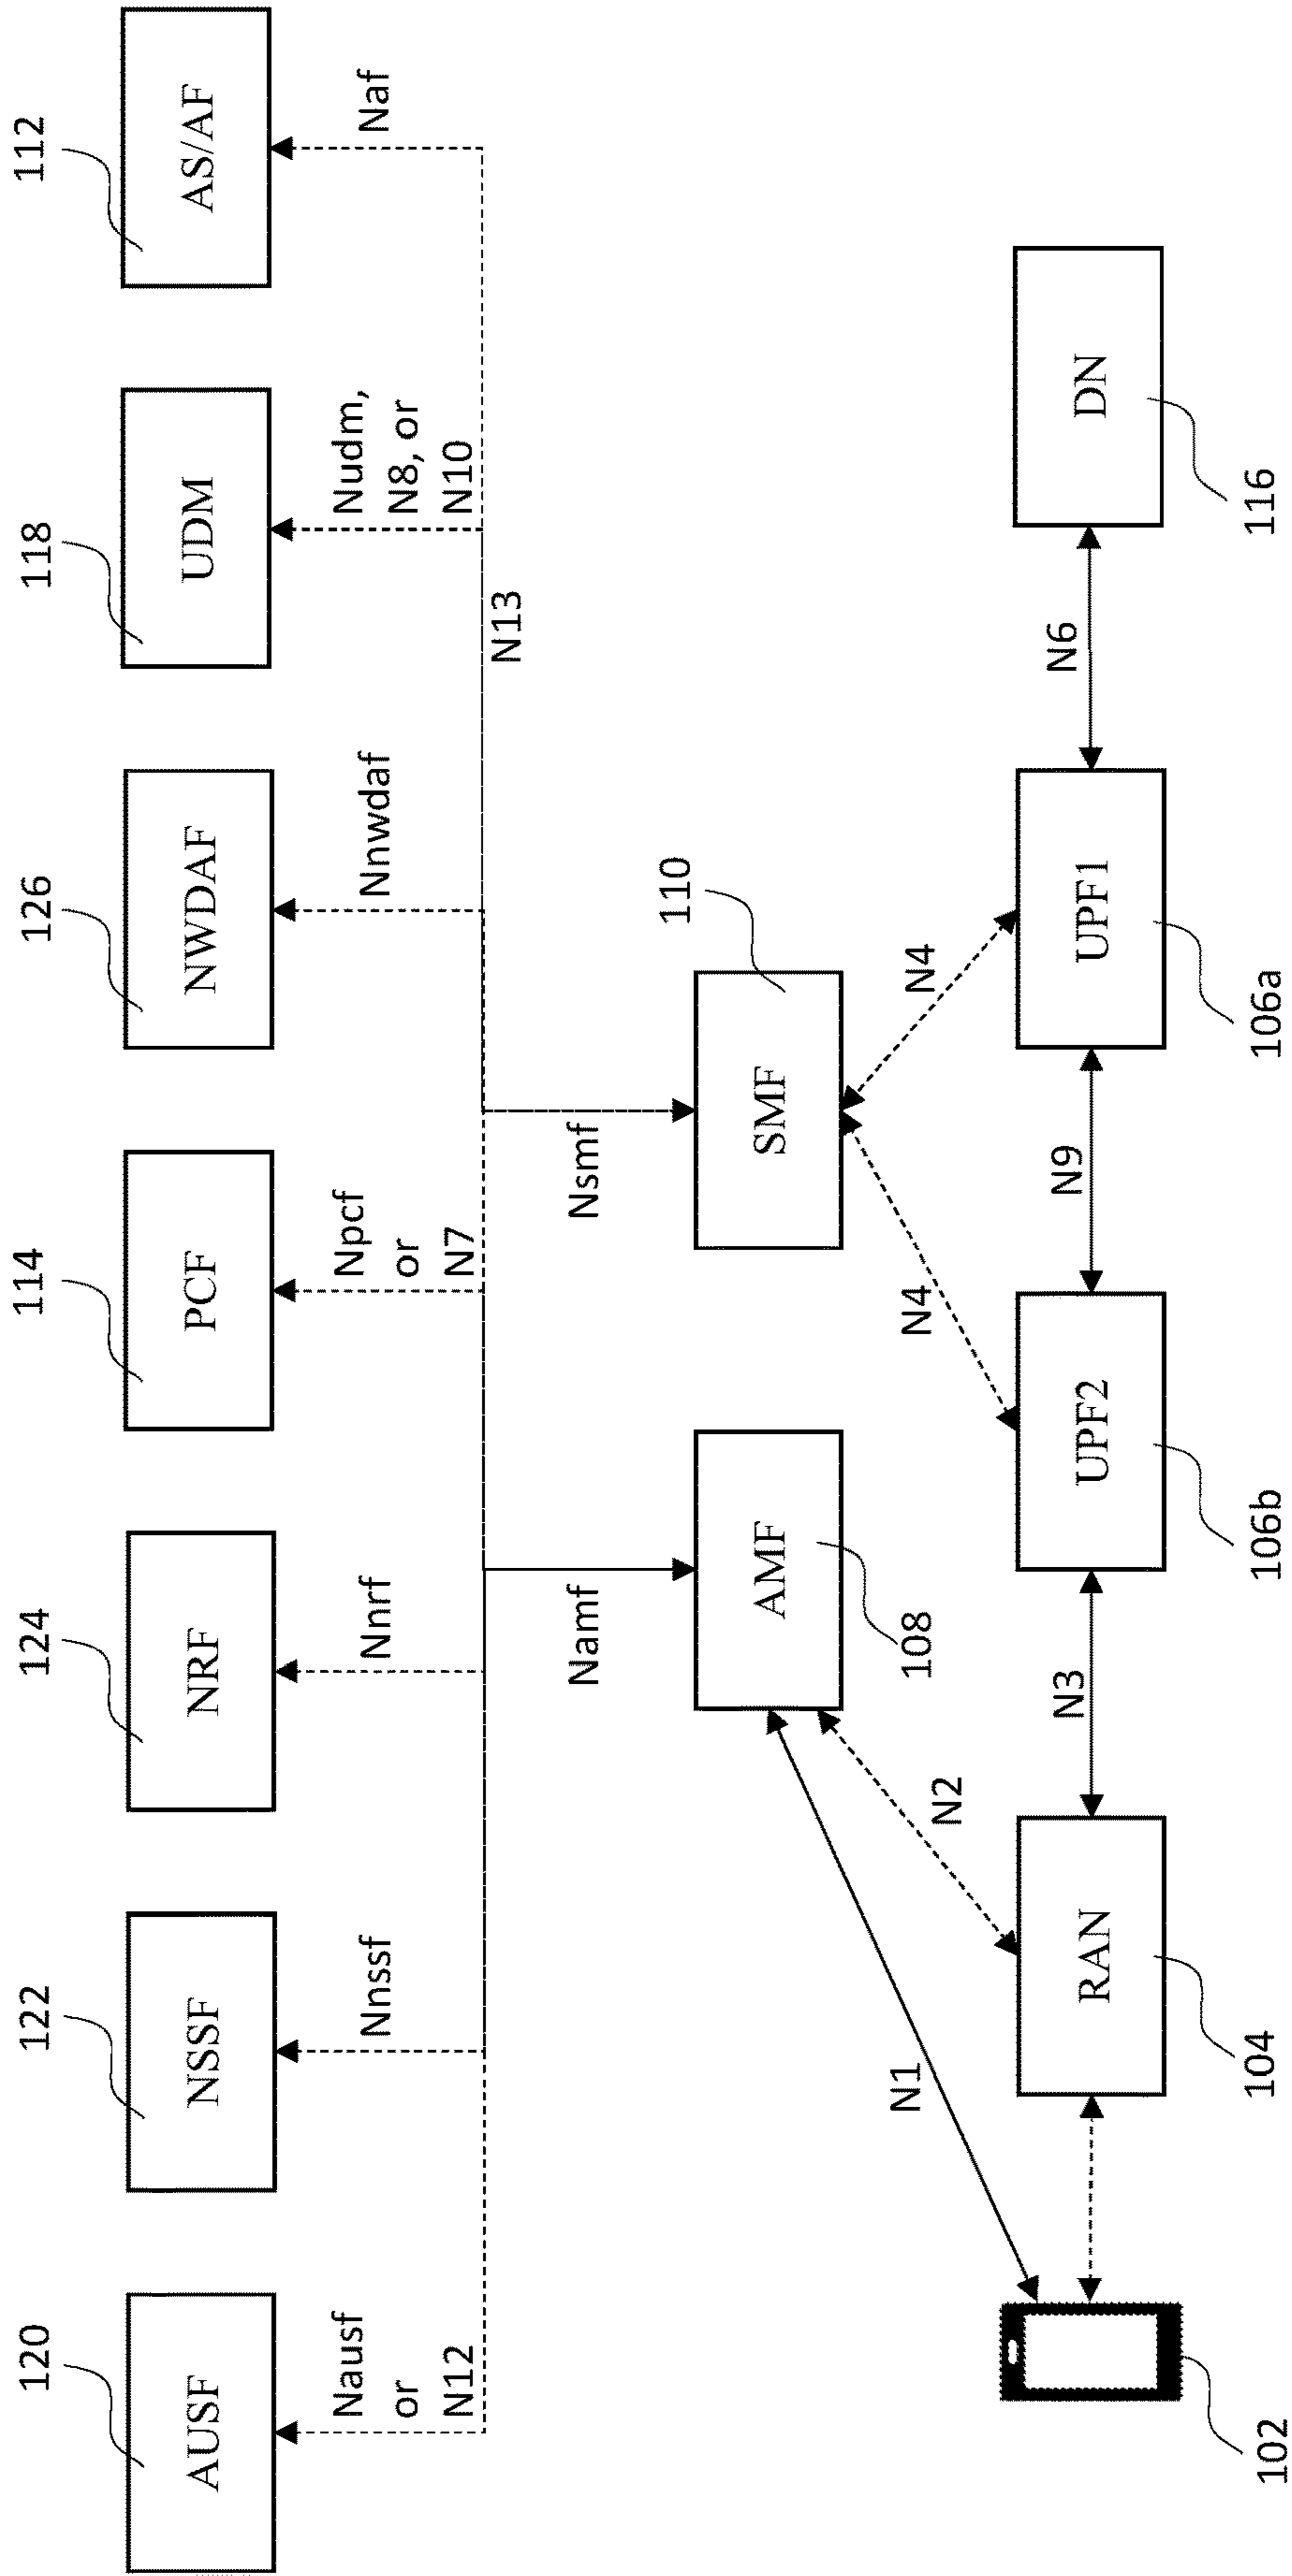 120
122
124
114
126
118
112
AUSF
NSSF
NRF
PCF
NWDAF
UDM
AS/AF
Nausf
or
N12
Nnssf
Nnrf
Npcf
or
N7
Nnwdaf
Nudm,
N8, or
N10
Naf
N13
Namf
Nsmf
110
AMF
SMF
108
N1
N2
N4
N4
N3
N9
N6
RAN
UPF2
UPF1
DN
102
104
106b
106a
116